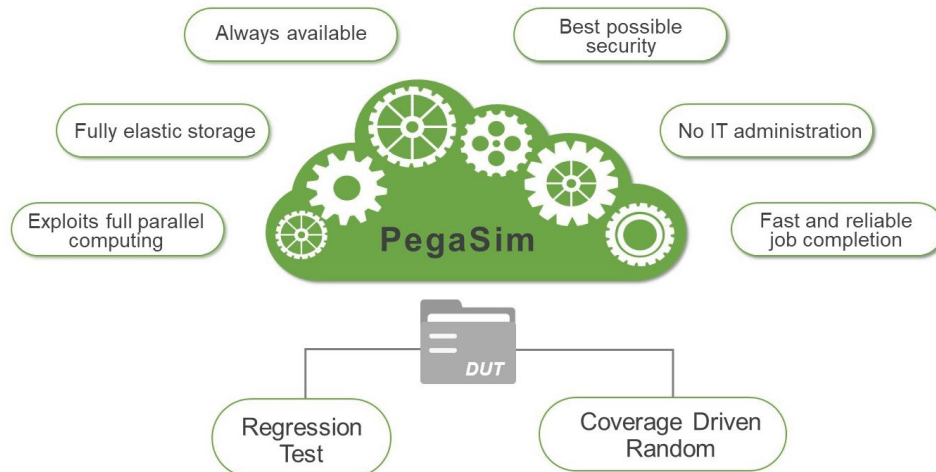 Always available
Best possible
security
Fully elastic storage
No IT administration
Exploits full parallel
computing
Fast and reliable
job completion
PegaSim
DUT
Regression
Test
Coverage Driven
Random